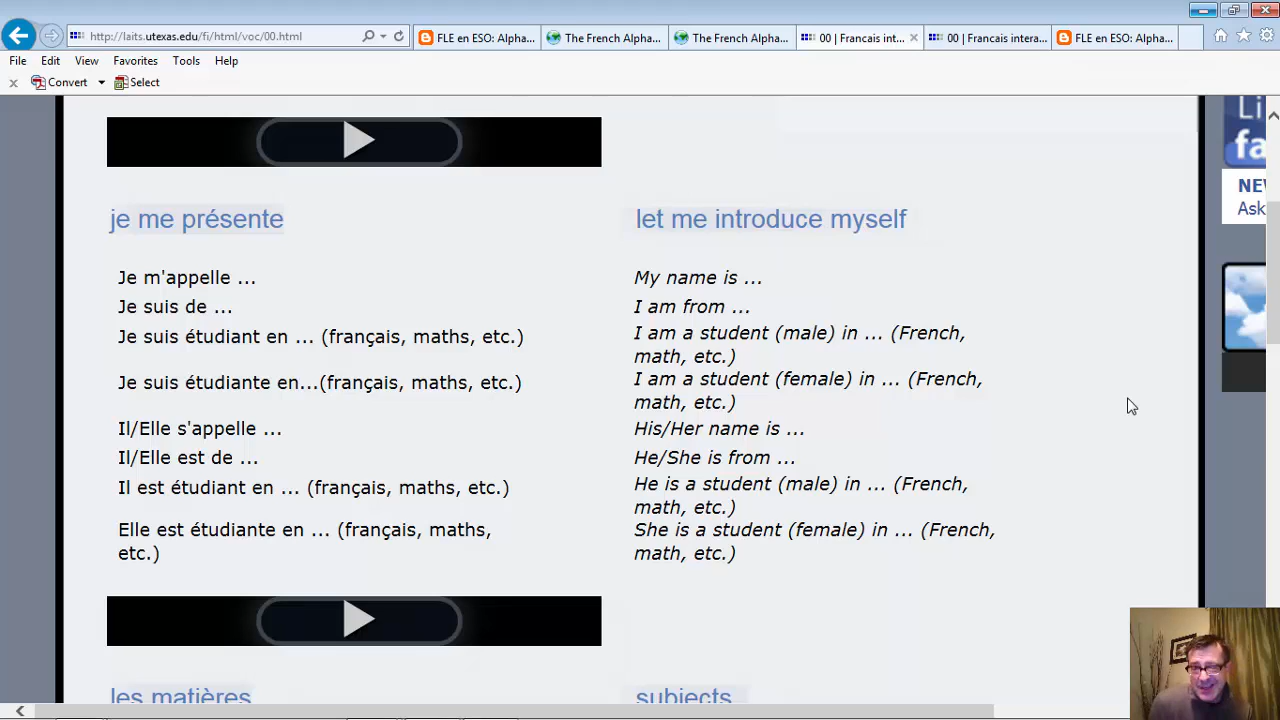 http://laits.utexas.edu/fi/html/voc/00.html
FLE en ESO: Alpha...
The French Alphab...
The French Alphab...
00 | Francais int...
00 | Francais intera...
FLE en ESO: Alpha...
File Edit View Favorites Tools Help
Convert Select
je me présente
let me introduce myself
Je m'appelle ...
My name is ...
Je suis de ...
I am from ...
Je suis étudiant en ... (français, maths, etc.)
I am a student (male) in ... (French,
math, etc.)
Je suis étudiante en...(français, maths, etc.)
I am a student (female) in ... (French,
math, etc.)
Il/Elle s'appelle ...
His/Her name is ...
Il/Elle est de ...
He/She is from ...
Il est étudiant en ... (français, maths, etc.)
He is a student (male) in ... (French,
math, etc.)
Elle est étudiante en ... (français, maths,
etc.)
She is a student (female) in ... (French,
math, etc.)
les matières
subjects
Li
fa
NEV
Ask